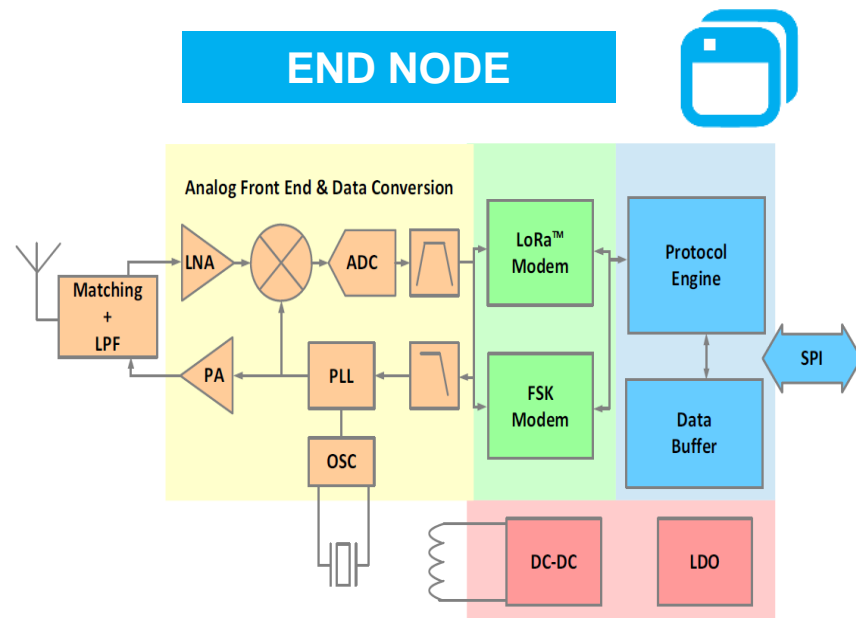 END NODE
Analog Front End & Data Conversion
LNA
ADC
LoRa™
Modem
Protocol
Engine
Matching
+
LPF
PA
PLL
FSK
Modem
SPI
Data
Buffer
OSC
DC-DC
LDO